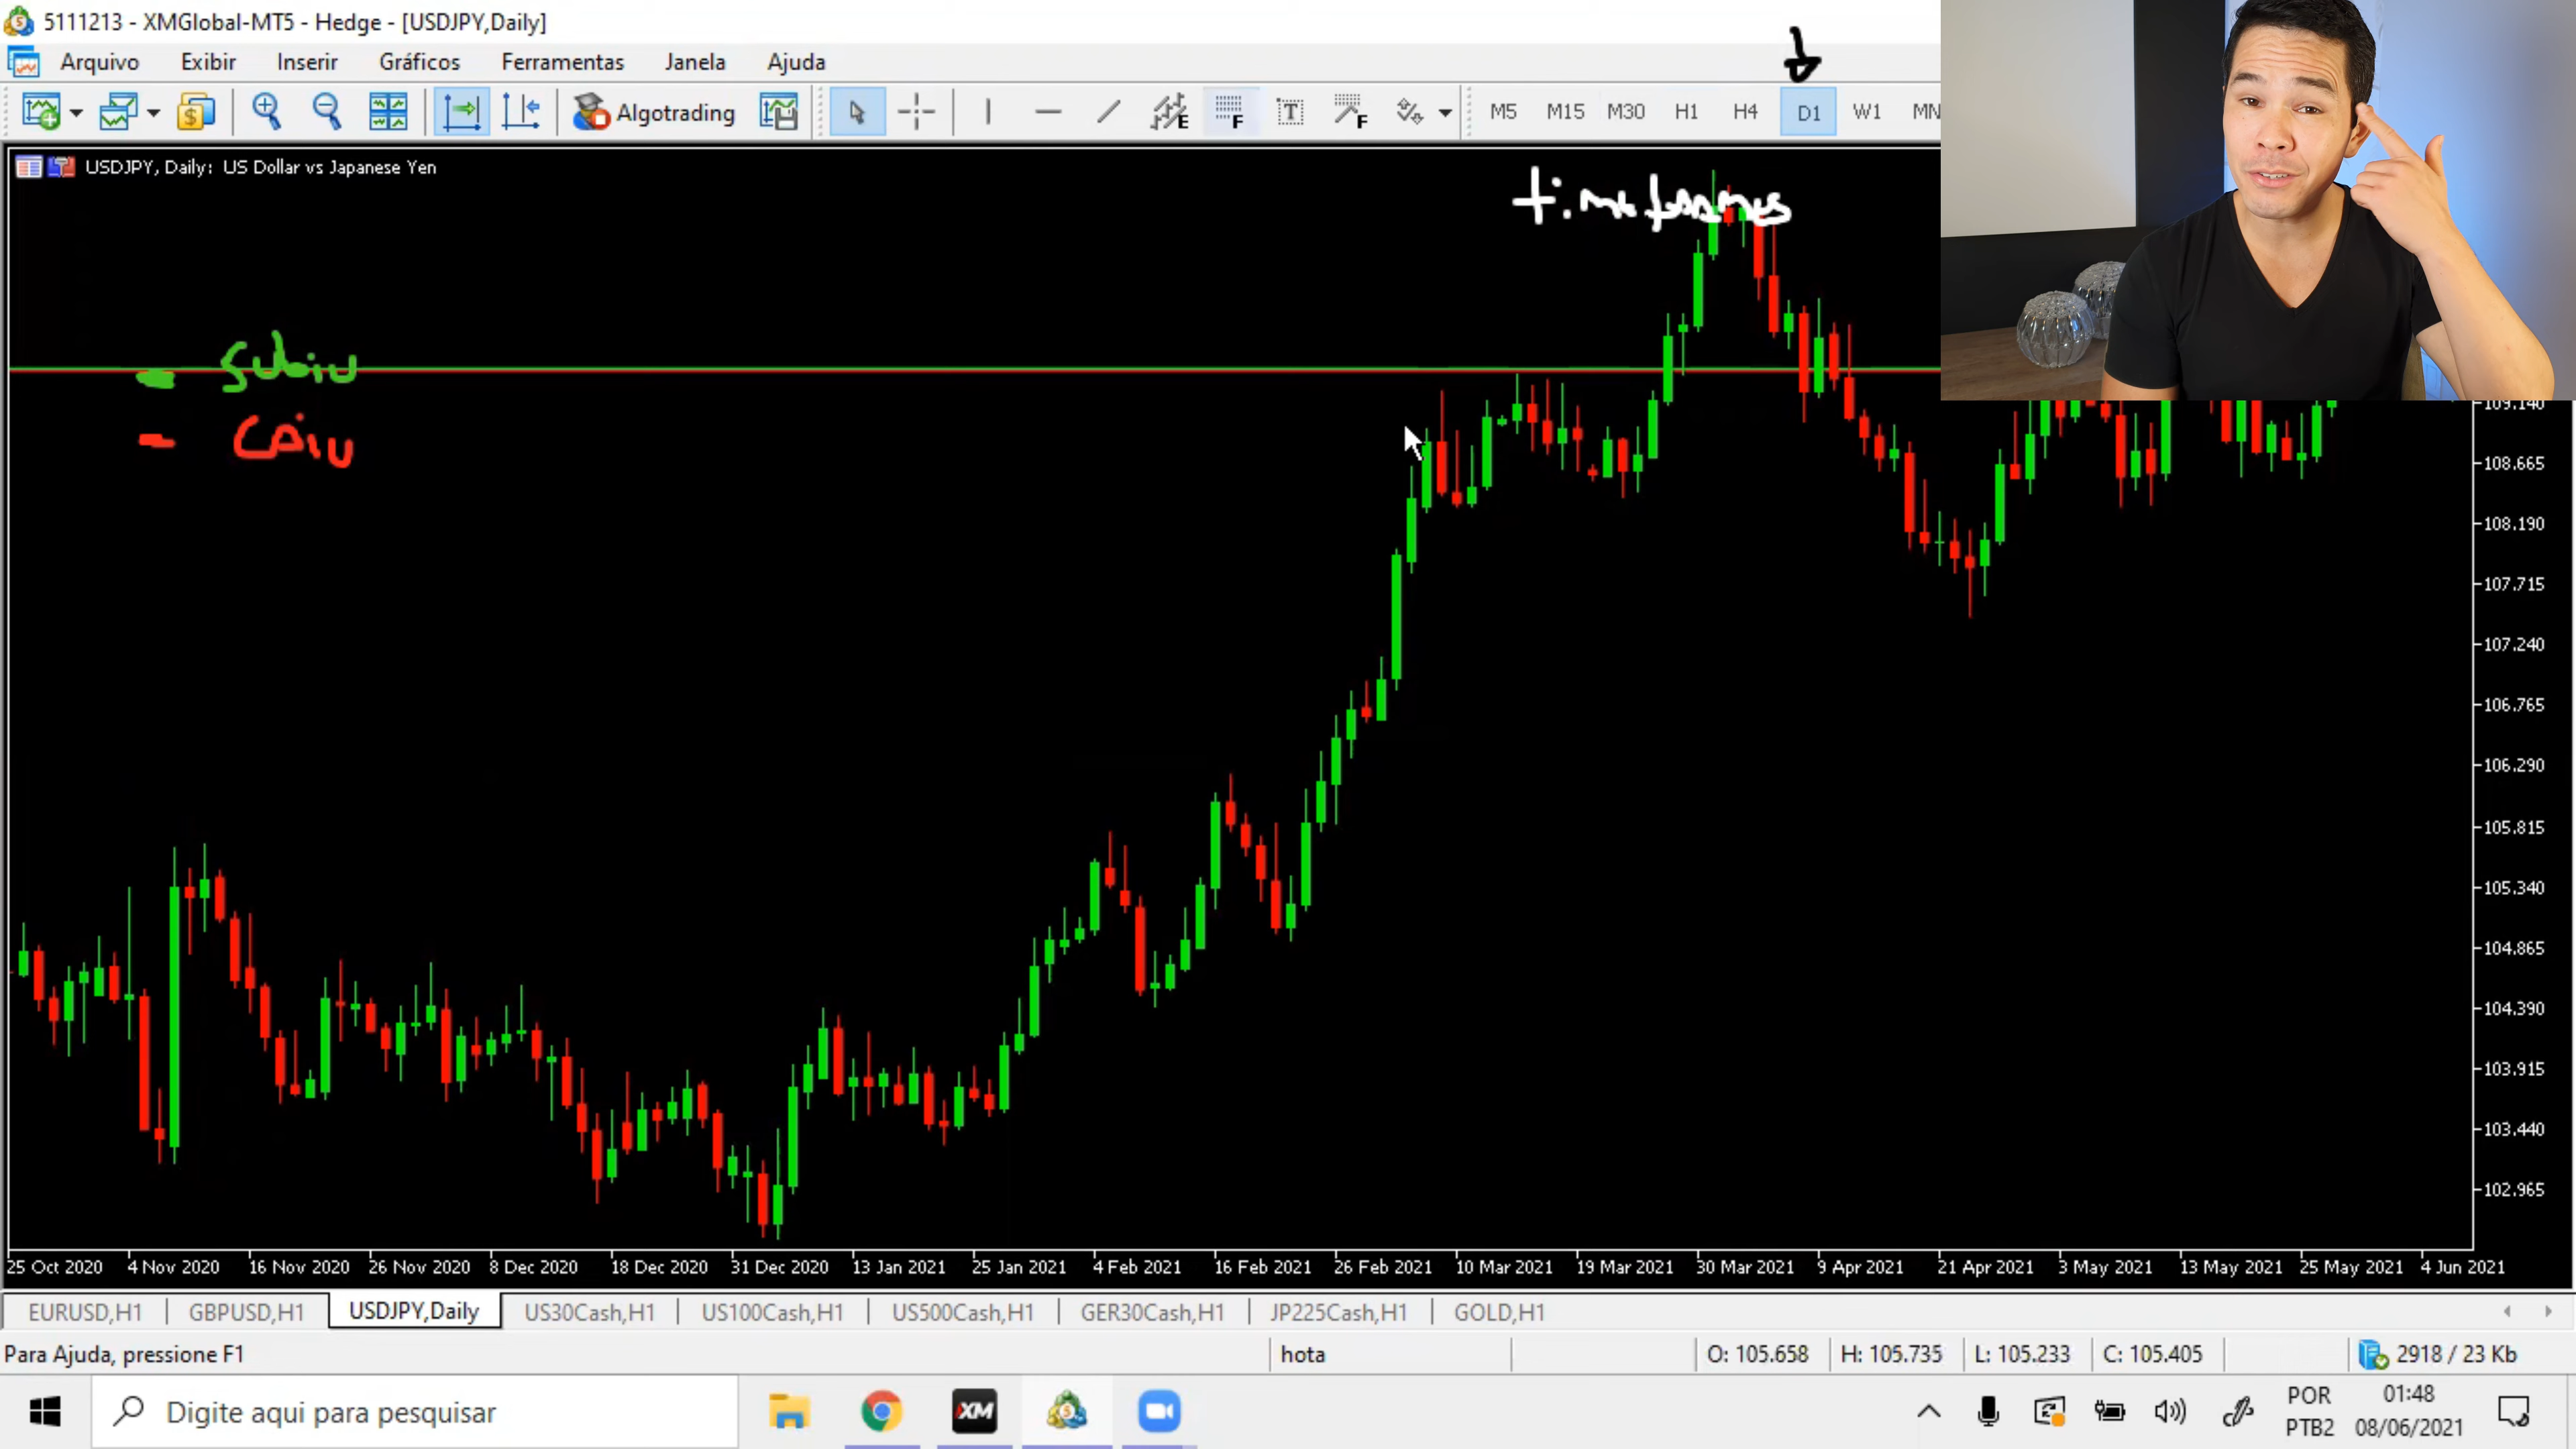 5111213 - XMGlobal-MT5 - Hedge - [USDJPY,Daily]
Arquivo Exibir Inserir Gráficos Ferramentas Janela Ajuda
Algotrading E F T F M5 M15 M30 H1 H4 D1 W1 MN
USDJPY, Daily: US Dollar vs Japanese Yen
timeframes
subiu
caiu
109.140
108.665
108.190
107.715
107.240
106.765
106.290
105.815
105.340
104.865
104.390
103.915
103.440
102.965
25 Oct 2020 4 Nov 2020 16 Nov 2020 26 Nov 2020 8 Dec 2020 18 Dec 2020 31 Dec 2020 13 Jan 2021 25 Jan 2021 4 Feb 2021 16 Feb 2021 26 Feb 2021 10 Mar 2021 19 Mar 2021 30 Mar 2021 9 Apr 2021 21 Apr 2021 3 May 2021 13 May 2021 25 May 2021 4 Jun 2021
EURUSD,H1 GBPUSD,H1 USDJPY,Daily US30Cash,H1 US100Cash,H1 US500Cash,H1 GER30Cash,H1 JP225Cash,H1 GOLD,H1
Para Ajuda, pressione F1 hota O: 105.658 H: 105.735 L: 105.233 C: 105.405 2918 / 23 Kb
Digite aqui para pesquisar XM POR 01:48
PTB2 08/06/2021